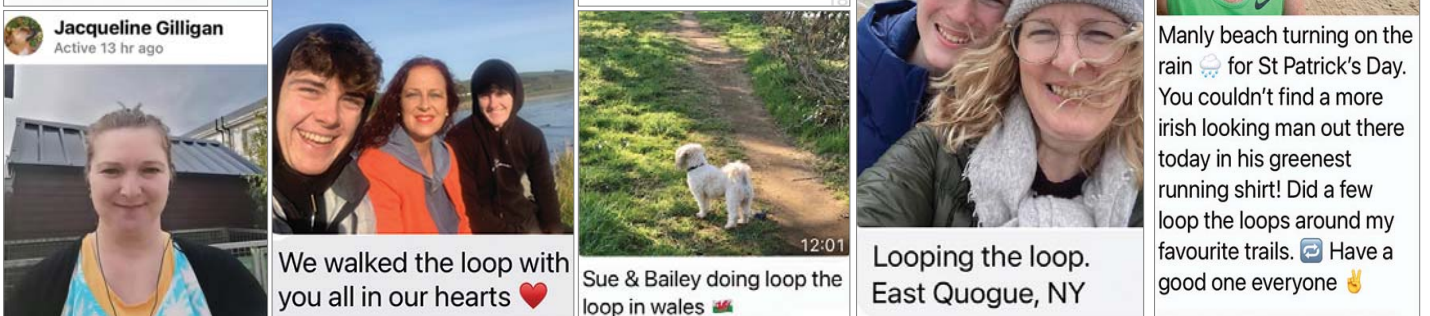 Jacqueline Gilligan
Active 13 hr ago
We walked the loop with
you all in our hearts ❤️
12:01
Sue & Bailey doing loop the
loop in wales 🏴󠁧󠁢󠁷󠁬󠁳󠁿
Looping the loop.
East Quogue, NY
Manly beach turning on the
rain 🌧️ for St Patrick's Day.
You couldn't find a more
irish looking man out there
today in his greenest
running shirt! Did a few
loop the loops around my
favourite trails. 🔁 Have a
good one everyone ✌️